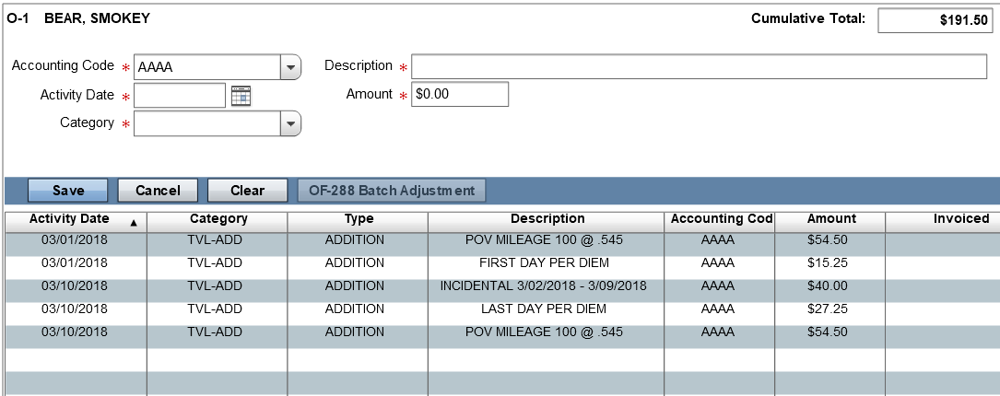 O-1 BEAR, SMOKEY Cumulative Total: $191.50
Accounting Code * AAAA Description *
Activity Date * Amount * $0.00
Category *
Save Cancel Clear OF-288 Batch Adjustment
Activity Date ▲ Category Type Description Accounting Cod Amount Invoiced
03/01/2018 TVL-ADD ADDITION POV MILEAGE 100 @ .545 AAAA $54.50
03/01/2018 TVL-ADD ADDITION FIRST DAY PER DIEM AAAA $15.25
03/10/2018 TVL-ADD ADDITION INCIDENTAL 3/02/2018 - 3/09/2018 AAAA $40.00
03/10/2018 TVL-ADD ADDITION LAST DAY PER DIEM AAAA $27.25
03/10/2018 TVL-ADD ADDITION POV MILEAGE 100 @ .545 AAAA $54.50